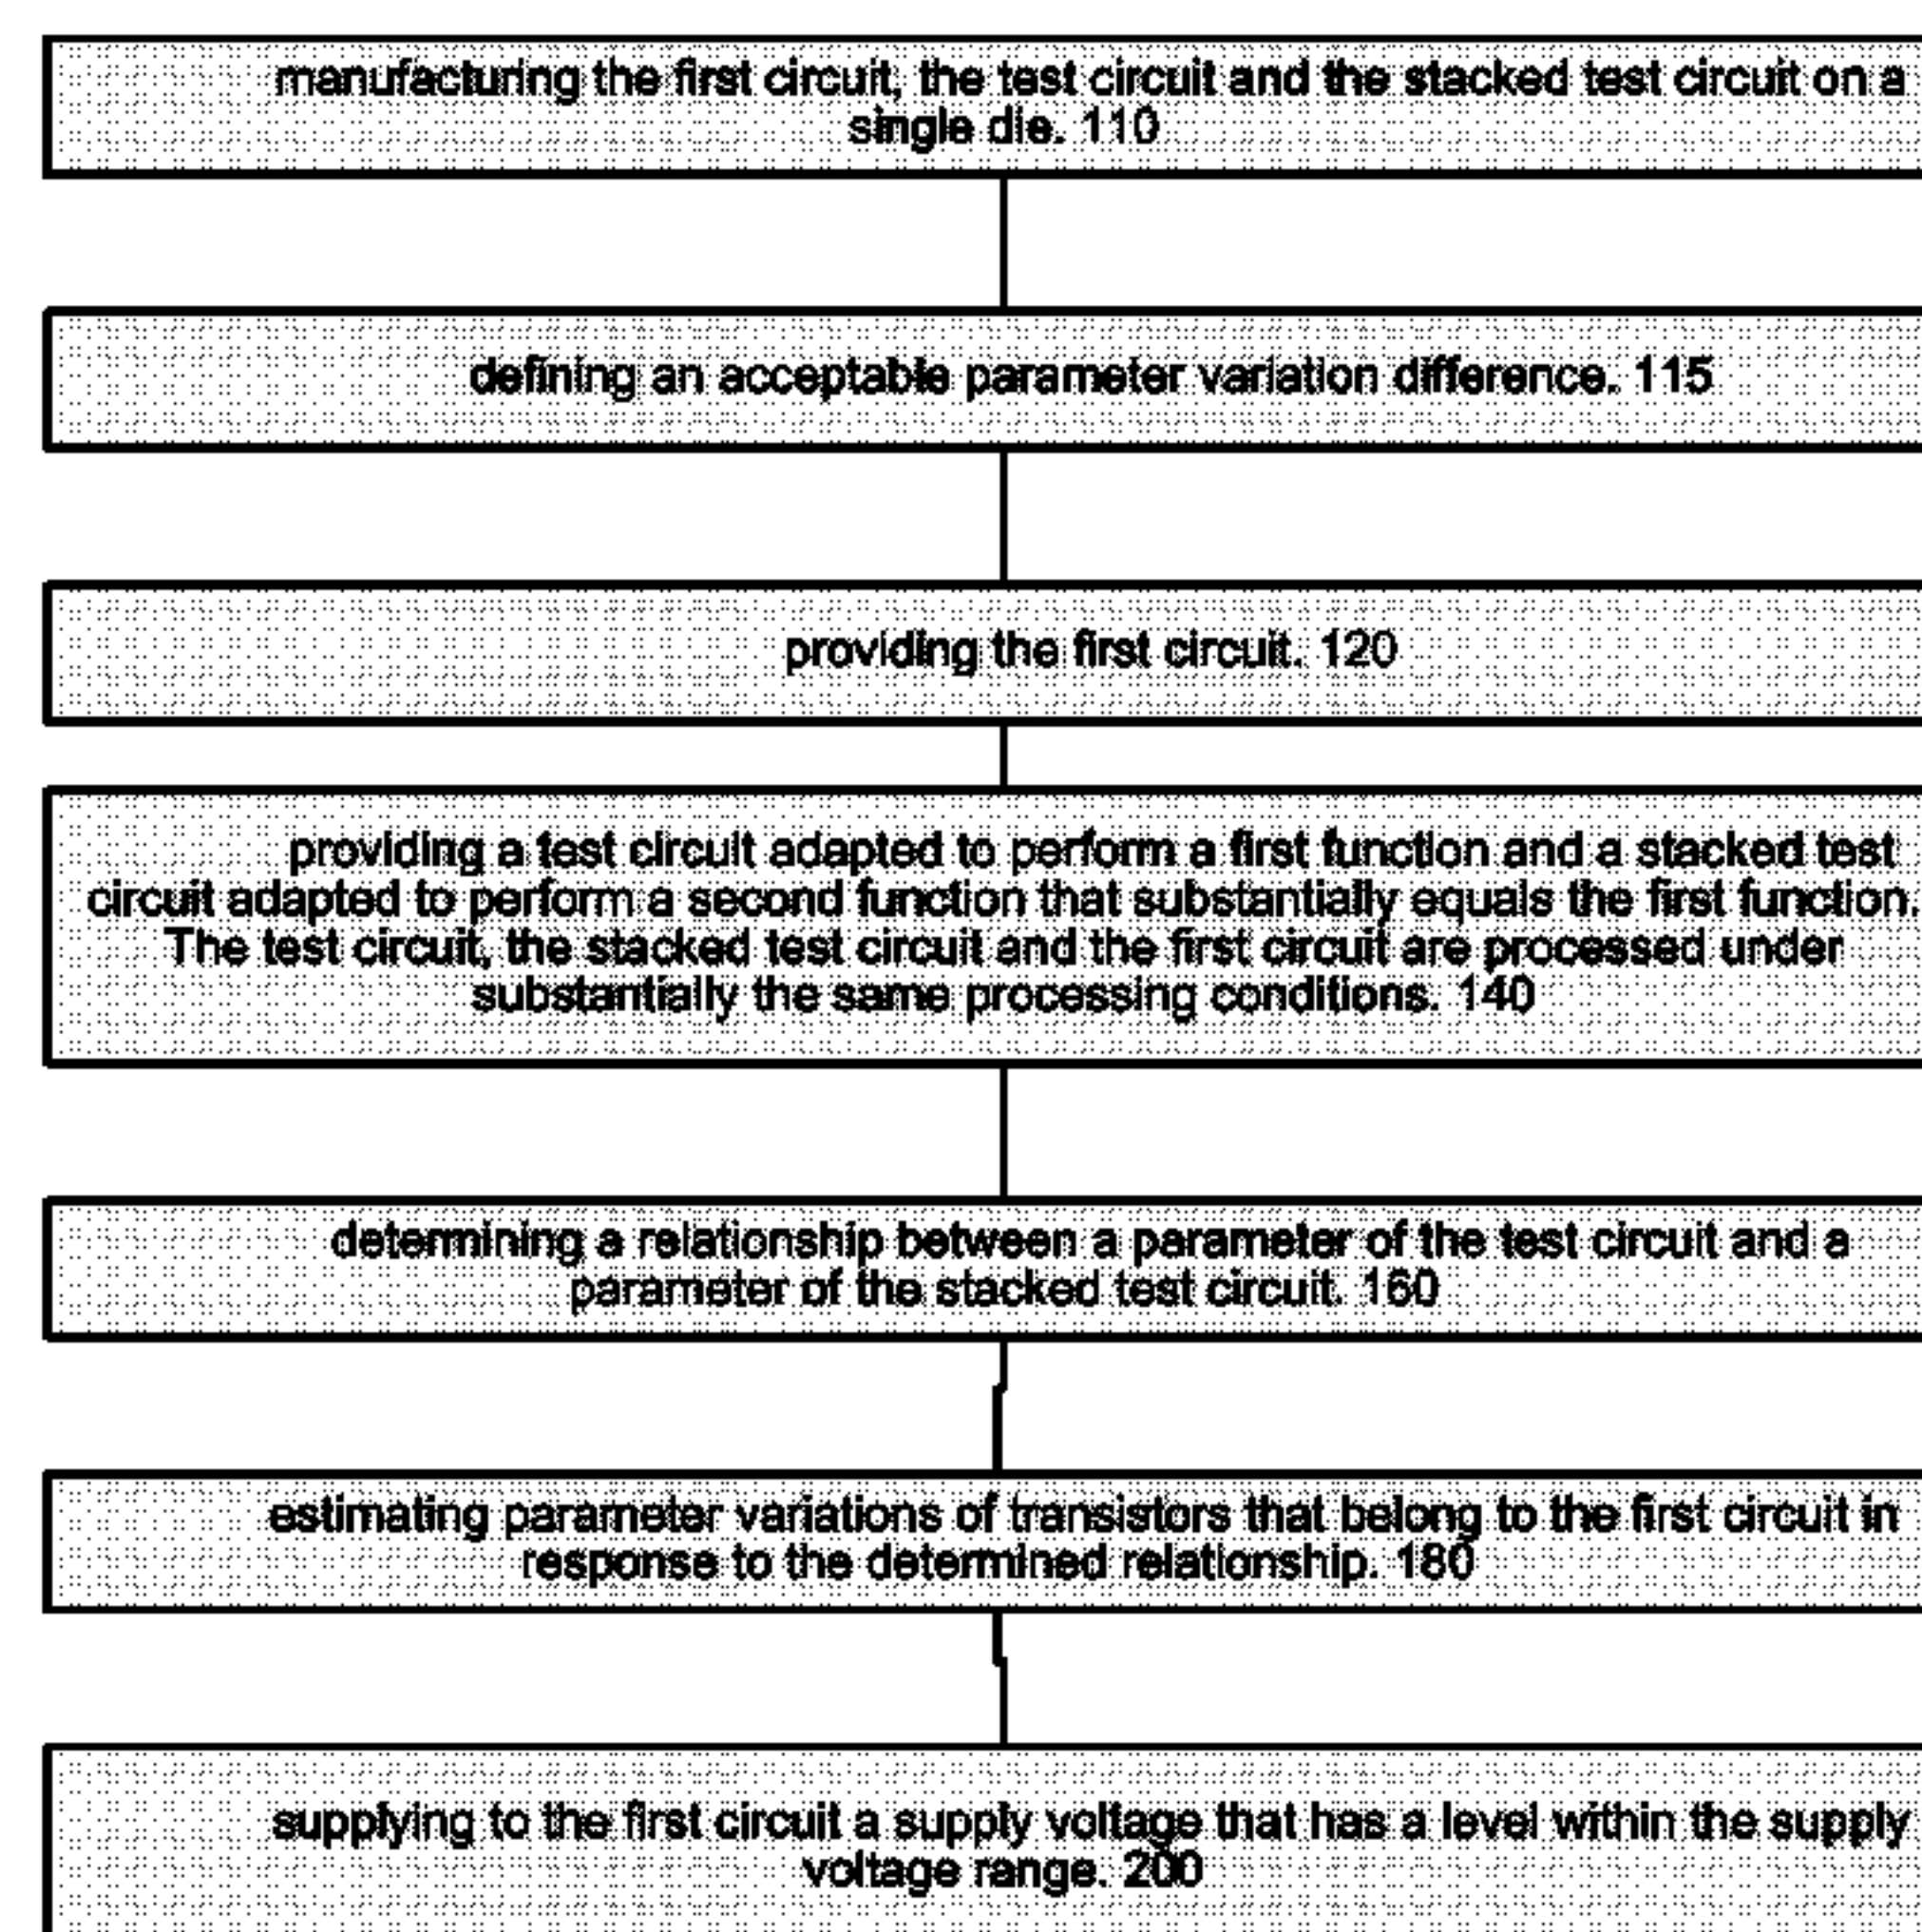 manufacturing the first circuit, the test circuit and the stacked test circuit on a
single die. 110
defining an acceptable parameter variation difference. 115
providing the first circuit. 120
providing a test circuit adapted to perform a first function and a stacked test
circuit adapted to perform a second function that substantially equals the first function.
The test circuit, the stacked test circuit and the first circuit are processed under
substantially the same processing conditions. 140
determining a relationship between a parameter of the test circuit and a
parameter of the stacked test circuit. 160
estimating parameter variations of transistors that belong to the first circuit in
response to the determined relationship. 180
supplying to the first circuit a supply voltage that has a level within the supply
voltage range. 200